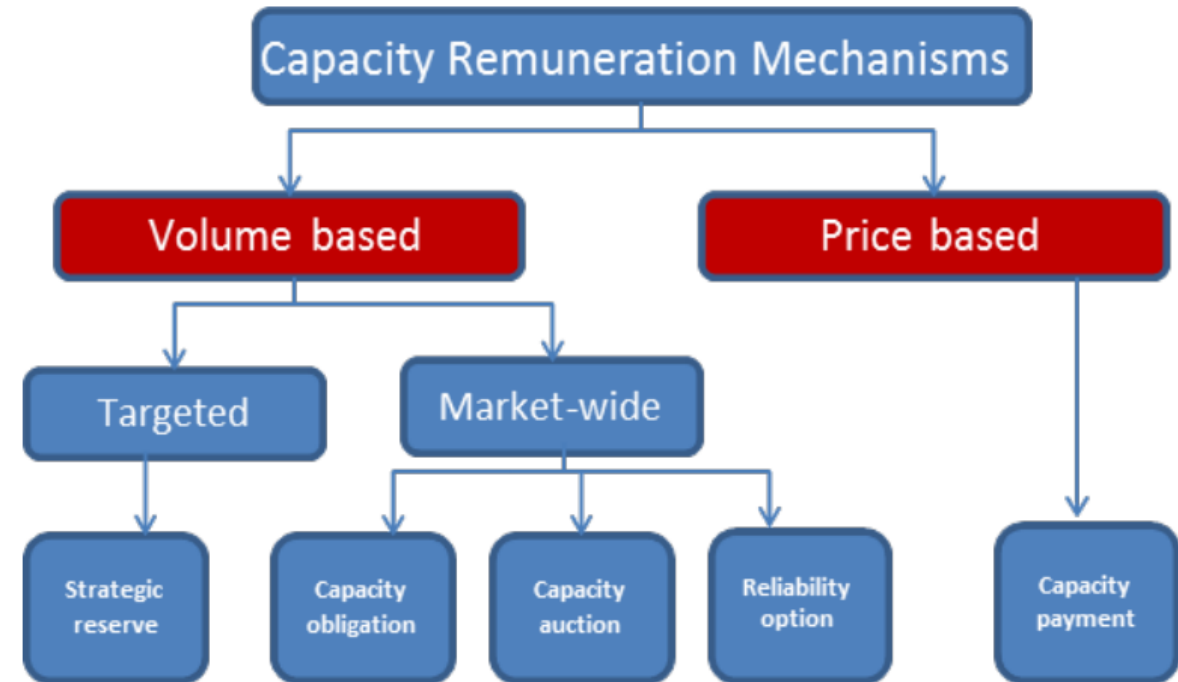 Capacity Remuneration Mechanisms
Volume based
Price based
Targeted
Market-wide
Strategic
reserve
Capacity
obligation
Capacity
auction
Reliability
option
Capacity
payment